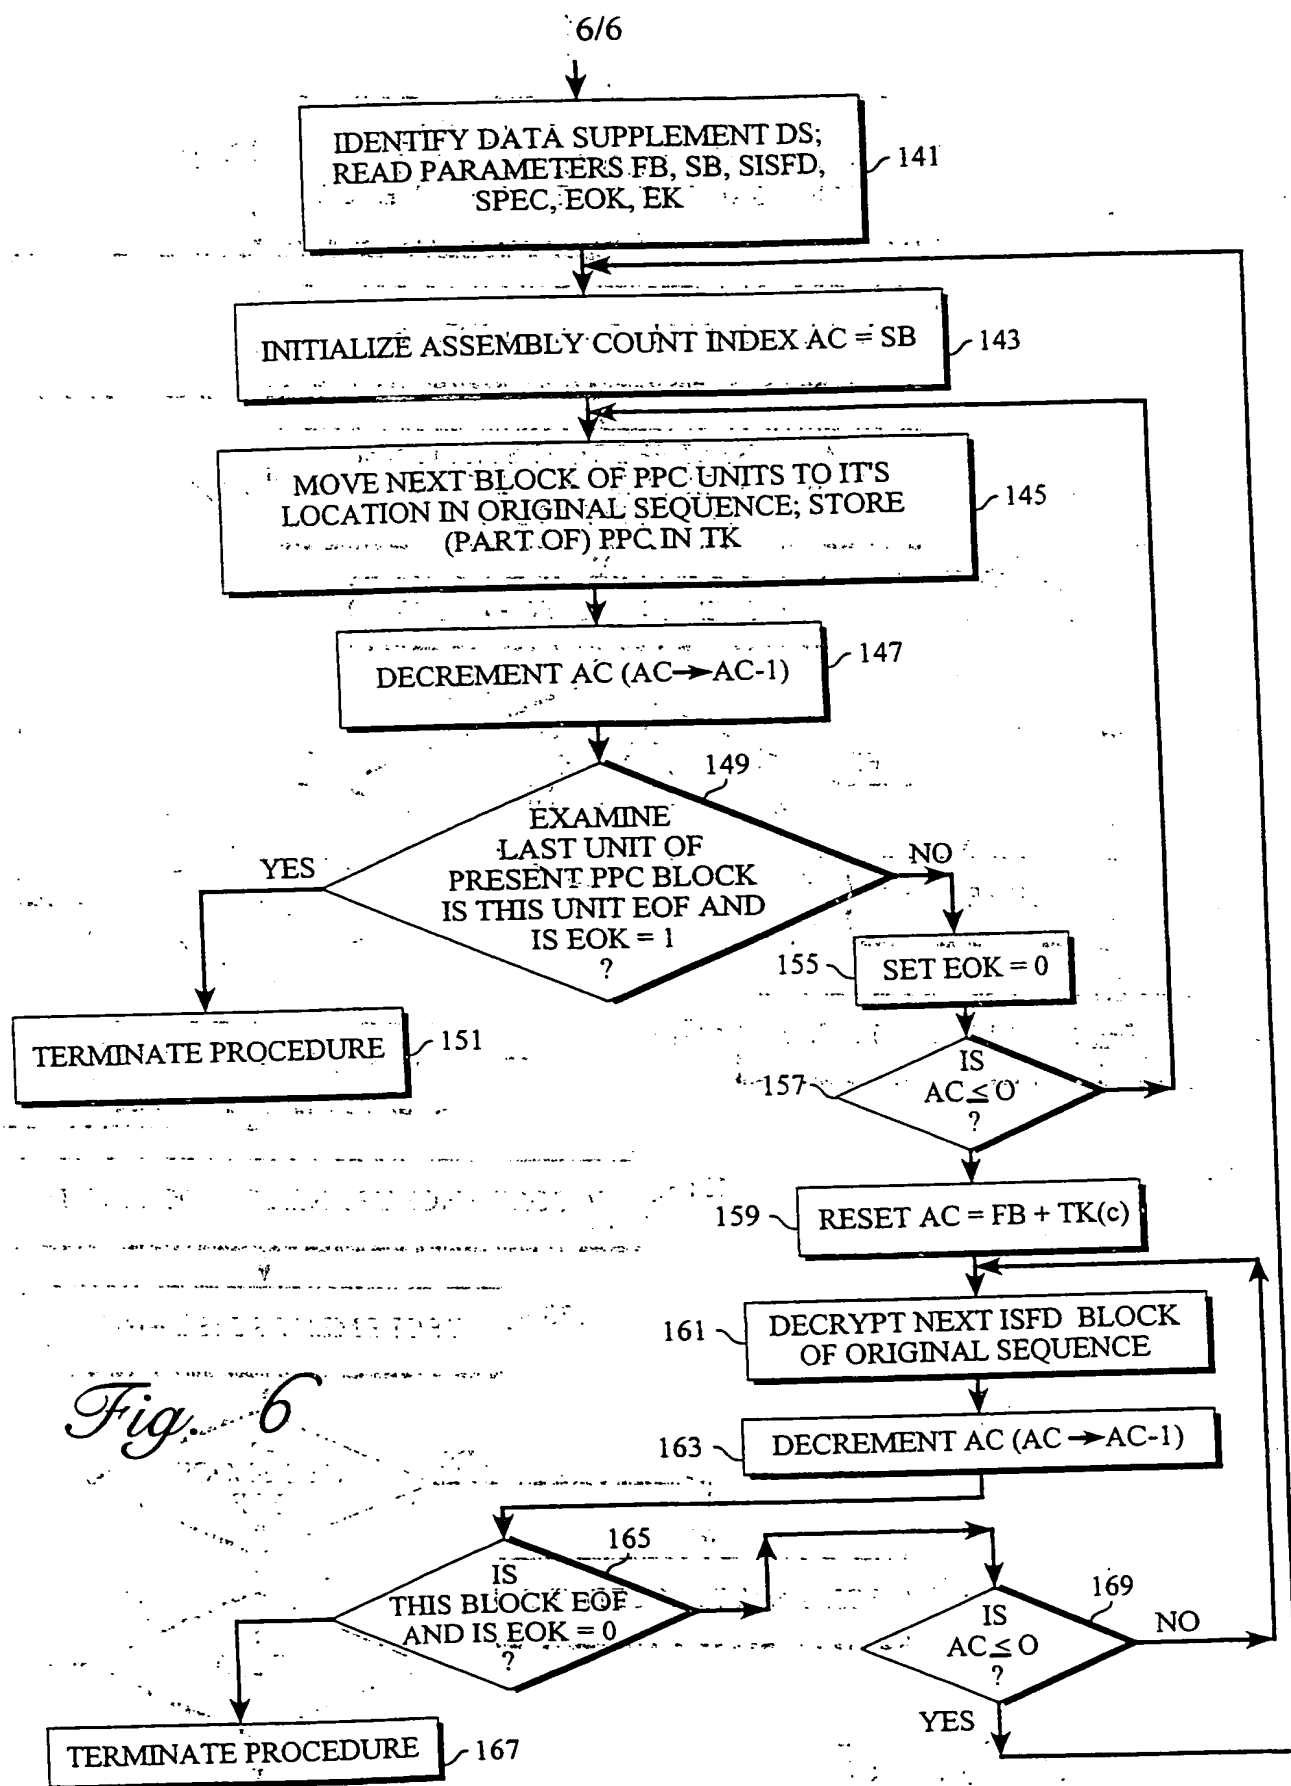 6/6
IDENTIFY DATA SUPPLEMENT DS;
READ PARAMETERS FB, SB, SISFD,
SPEC, EOK, EK
141
INITIALIZE ASSEMBLY COUNT INDEX AC = SB
143
MOVE NEXT BLOCK OF PPC UNITS TO IT'S
LOCATION IN ORIGINAL SEQUENCE; STORE
(PART OF) PPC IN TK
145
DECREMENT AC (AC→AC-1)
147
149
EXAMINE
LAST UNIT OF
PRESENT PPC BLOCK
IS THIS UNIT EOF AND
IS EOK = 1
?
YES
NO
TERMINATE PROCEDURE
151
155
SET EOK = 0
157
IS
AC ≤ O
?
159
RESET AC = FB + TK(c)
161
DECRYPT NEXT ISFD BLOCK
OF ORIGINAL SEQUENCE
163
DECREMENT AC (AC→AC-1)
Fig. 6
165
IS
THIS BLOCK EOF
AND IS EOK = 0
?
169
IS
AC ≤ O
?
NO
YES
TERMINATE PROCEDURE
167